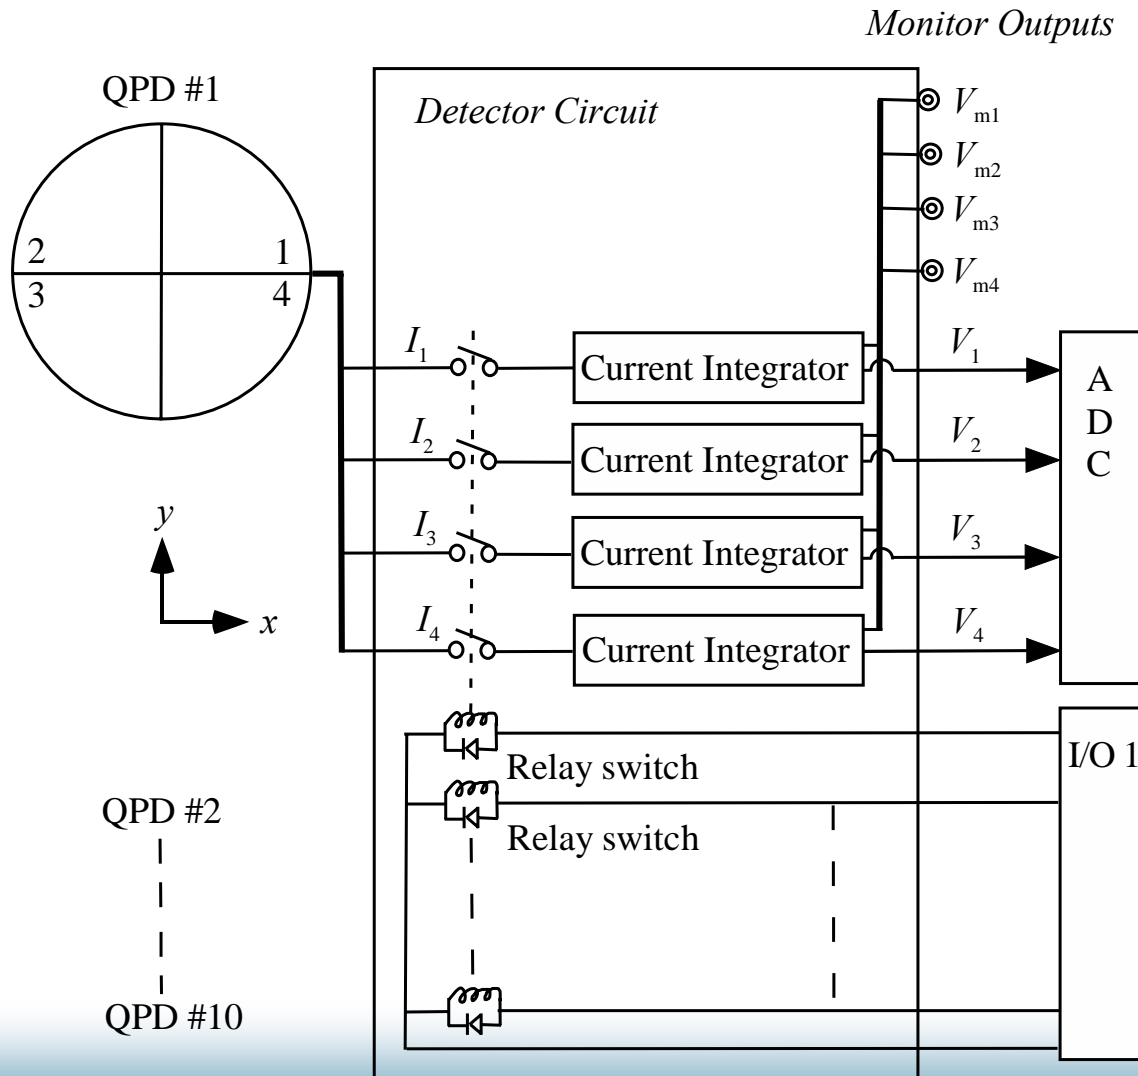 Monitor Outputs
QPD #1
Detector Circuit
Vm1
Vm2
Vm3
Vm4
2
1
3
4
I1
Current Integrator
V1
A
D
C
I2
Current Integrator
V2
I3
Current Integrator
V3
y
x
I4
Current Integrator
V4
Relay switch
I/O 1
QPD #2
Relay switch
QPD #10